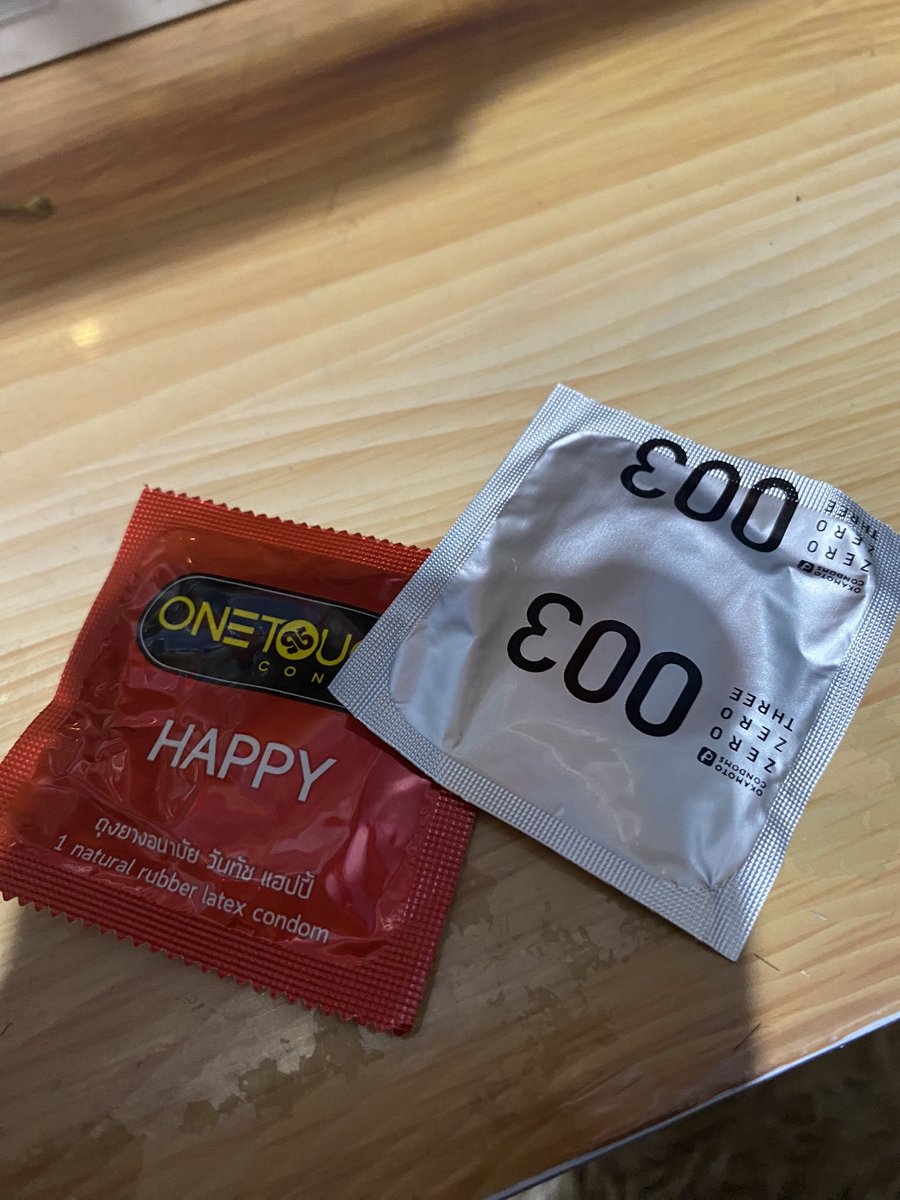 ONETOU
CON
HAPPY
ถุงยางอนามัย วันทัช แฮปปี้
1 natural rubber latex condom
003
ZERO
ZERO
THREE
OKAMOTO
CONDOMS
003
ZERO
ZERO
THREE
OKAMOTO
CONDOMS